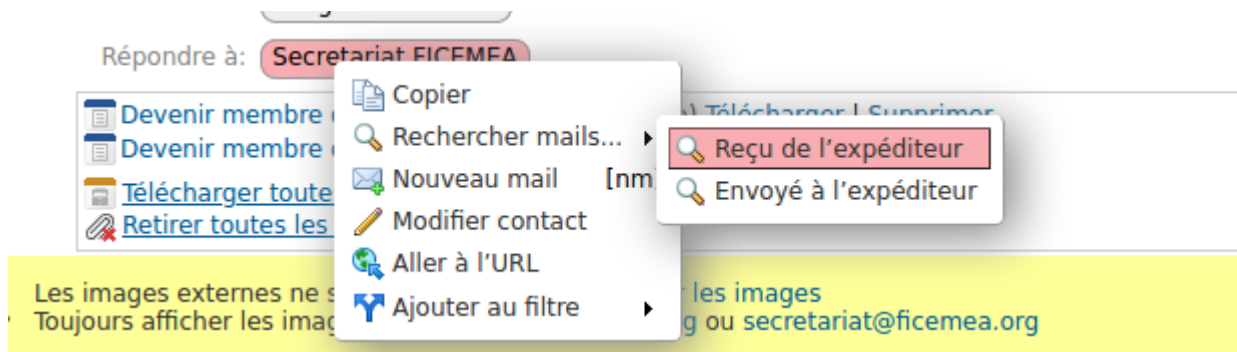 Répondre à: Secretariat FICEMEA
Copier
Devenir membre Télécharger | Supprimer
Rechercher mails...
Reçu de l’expéditeur
Devenir membre
Nouveau mail [nm]
Envoyé à l’expéditeur
Télécharger toute
Modifier contact
Retirer toutes les
Aller à l’URL
Les images externes ne les images
Ajouter au filtre
Toujours afficher les ou secretariat@ficemea.org